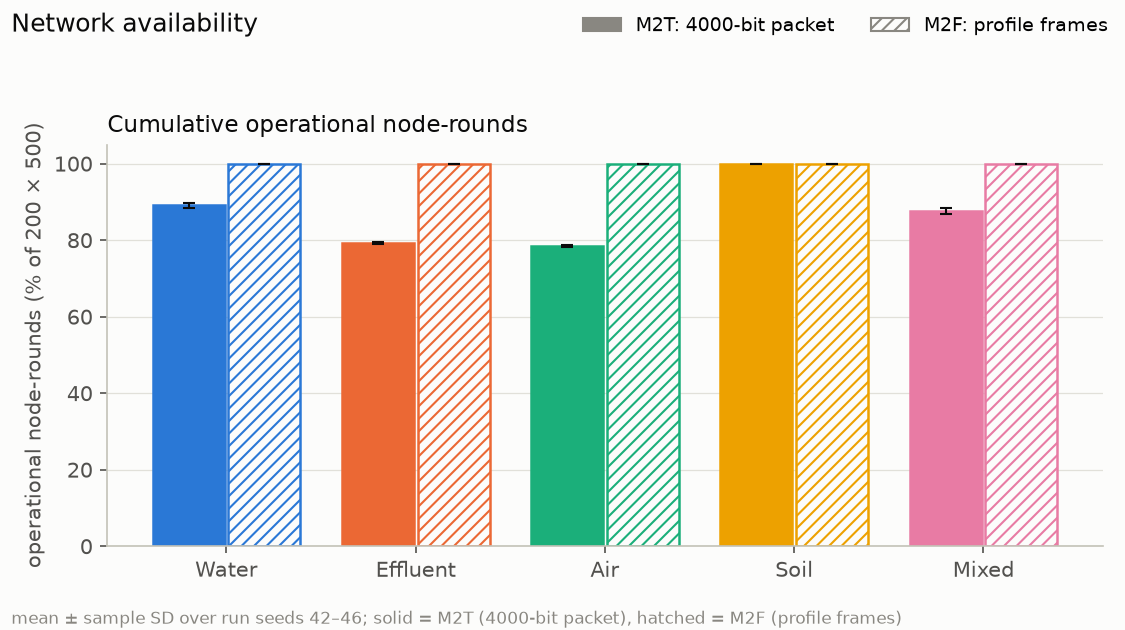 Network availability
M2T: 4000-bit packet
M2F: profile frames
Cumulative operational node-rounds
operational node-rounds (% of 200 × 500)
100
80
60
40
20
0
Water
Effluent
Air
Soil
Mixed
mean ± sample SD over run seeds 42–46; solid = M2T (4000-bit packet), hatched = M2F (profile frames)